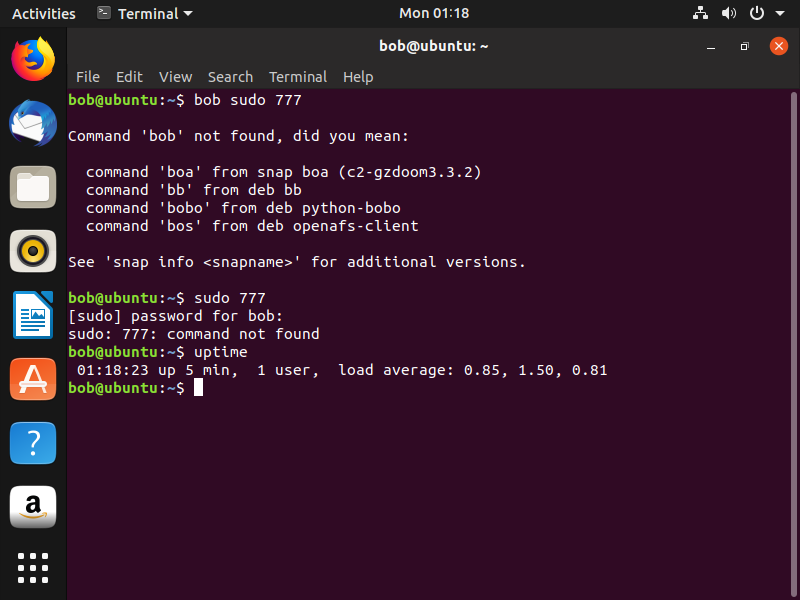 Activities Terminal Mon 01:18
bob@ubuntu: ~
File Edit View Search Terminal Help
bob@ubuntu:~$ bob sudo 777
Command 'bob' not found, did you mean:
command 'boa' from snap boa (c2-gzdoom3.3.2)
command 'bb' from deb bb
command 'bobo' from deb python-bobo
command 'bos' from deb openafs-client
See 'snap info <snapname>' for additional versions.
bob@ubuntu:~$ sudo 777
[sudo] password for bob:
sudo: 777: command not found
bob@ubuntu:~$ uptime
01:18:23 up 5 min,  1 user,  load average: 0.85, 1.50, 0.81
bob@ubuntu:~$